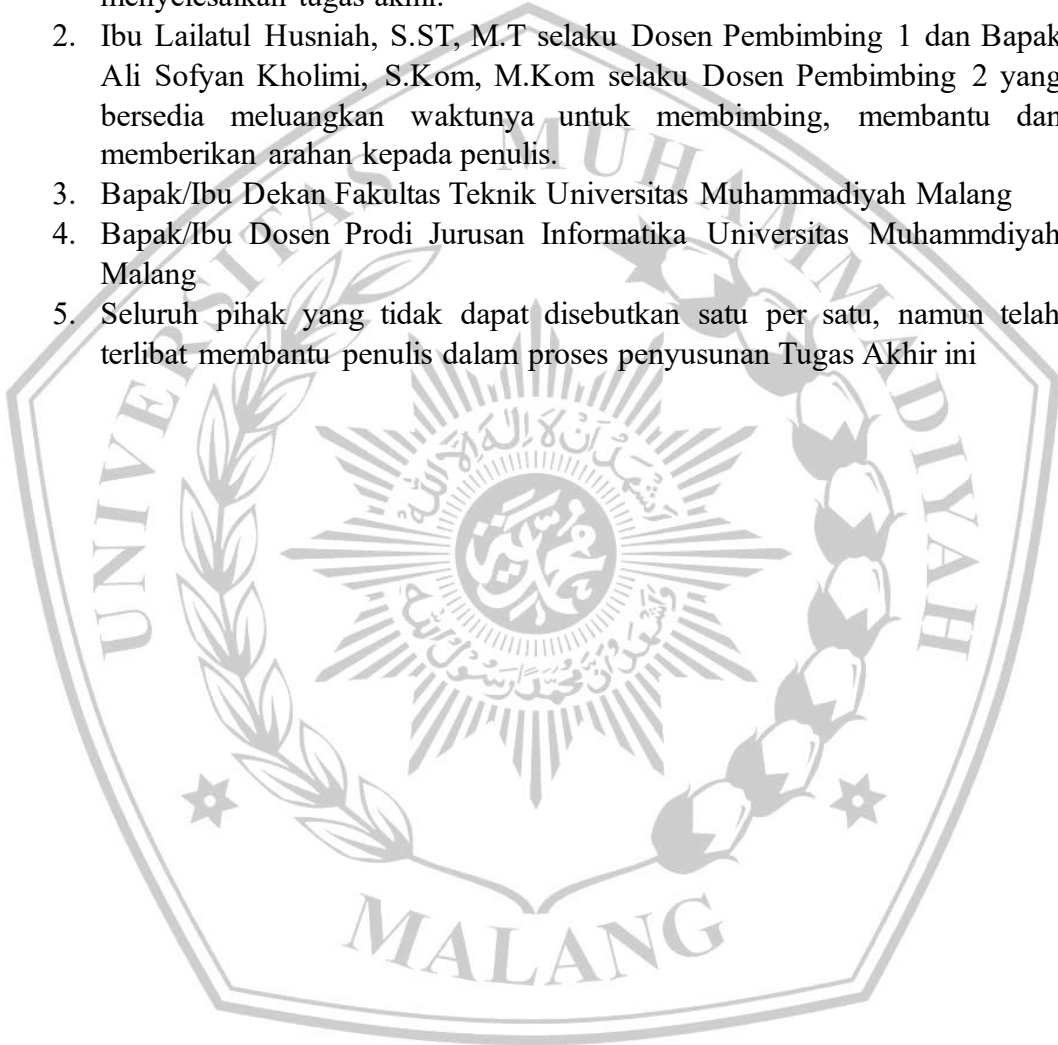 menyelesaikan tugas akhir.
2. Ibu Lailatul Husniah, S.ST, M.T selaku Dosen Pembimbing 1 dan Bapak
Ali Sofyan Kholimi, S.Kom, M.Kom selaku Dosen Pembimbing 2 yang
bersedia meluangkan waktunya untuk membimbing, membantu dan
memberikan arahan kepada penulis.
3. Bapak/Ibu Dekan Fakultas Teknik Universitas Muhammadiyah Malang
4. Bapak/Ibu Dosen Prodi Jurusan Informatika Universitas Muhammdiyah
Malang
5. Seluruh pihak yang tidak dapat disebutkan satu per satu, namun telah
terlibat membantu penulis dalam proses penyusunan Tugas Akhir ini
UNIVERSITAS MUHAMMADIYAH
MALANG